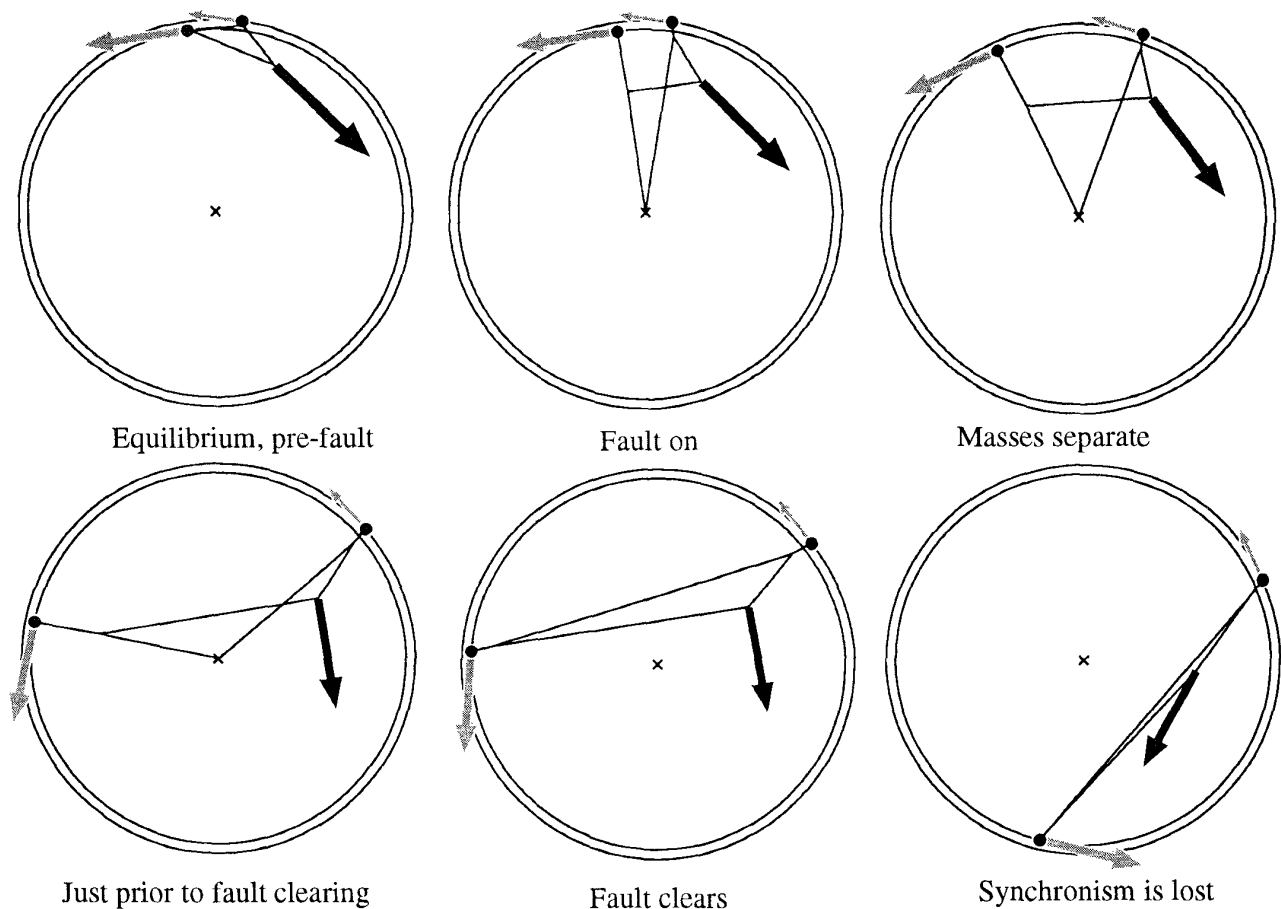 Equilibrium, pre-fault
Fault on
Masses separate
Just prior to fault clearing
Fault clears
Synchronism is lost